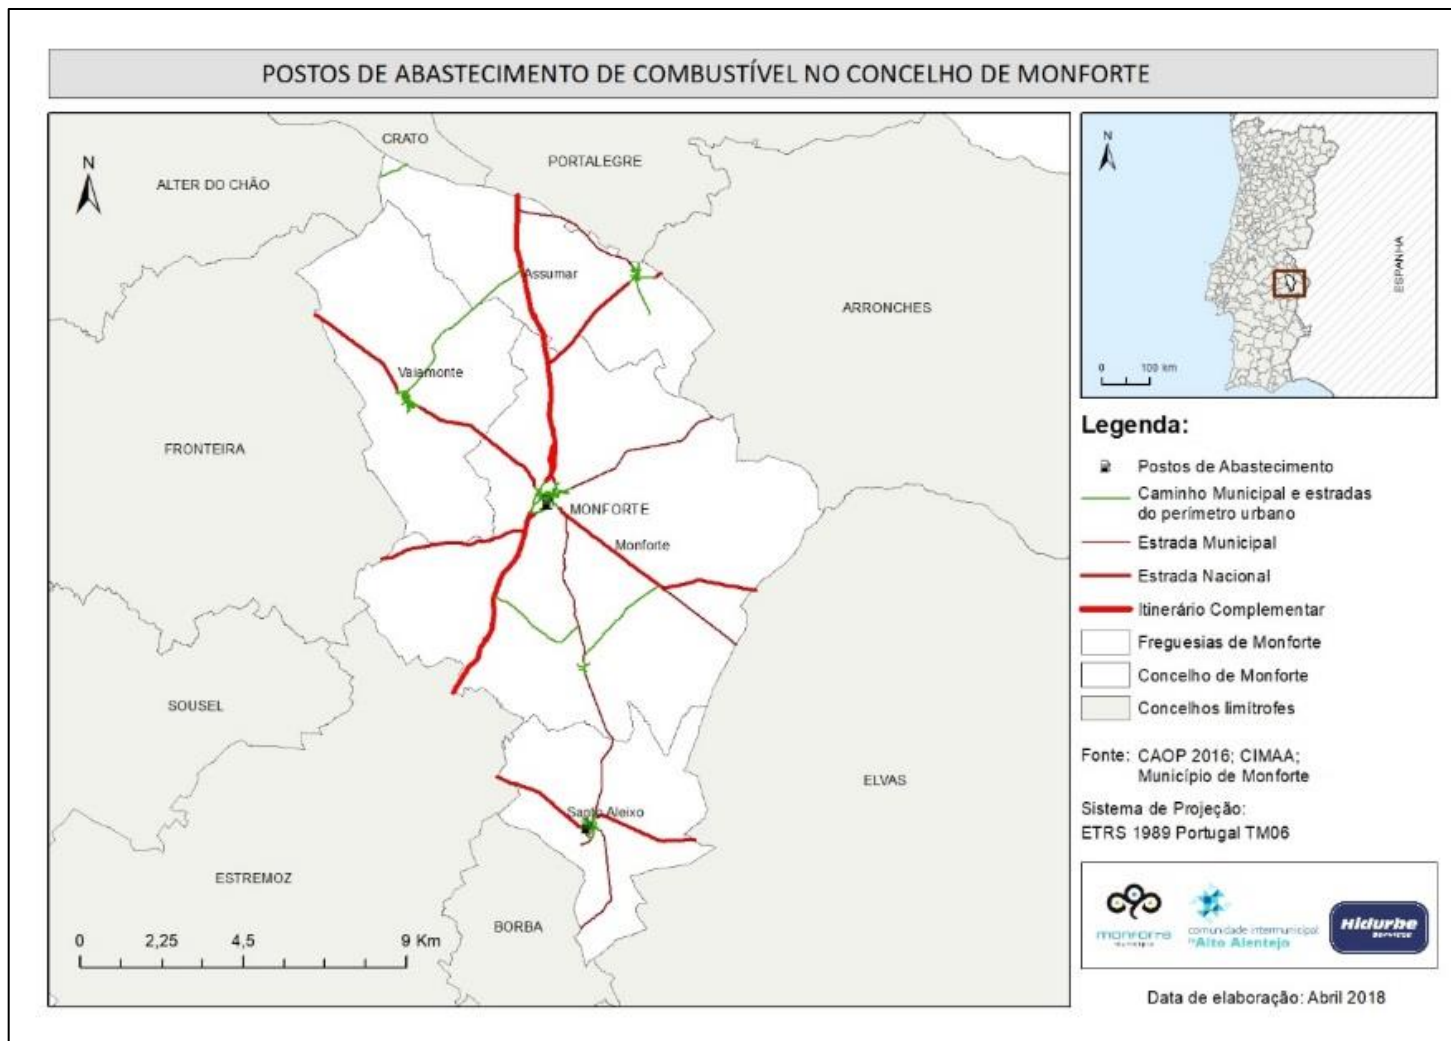 POSTOS DE ABASTECIMENTO DE COMBUSTÍVEL NO CONCELHO DE MONFORTE
CRATO
PORTALEGRE
N
ALTER DO CHÃO
Assumar
ARRONCHES
Vaiamonte
FRONTEIRA
MONFORTE
Monforte
SOUSEL
ELVAS
Santo Aleixo
ESTREMOZ
BORBA
0 2,25 4,5 9 Km
N
ESPANHA
0 100 km
Legenda:
Postos de Abastecimento
Caminho Municipal e estradas
do perímetro urbano
Estrada Municipal
Estrada Nacional
Itinerário Complementar
Freguesias de Monforte
Concelho de Monforte
Concelhos limítrofes
Fonte: CAOP 2016; CIMAA;
Município de Monforte
Sistema de Projeção:
ETRS 1989 Portugal TM06
monforte
município
comunidade intermunicipal
do Alto Alentejo
Hidurbe
Serviços
Data de elaboração: Abril 2018